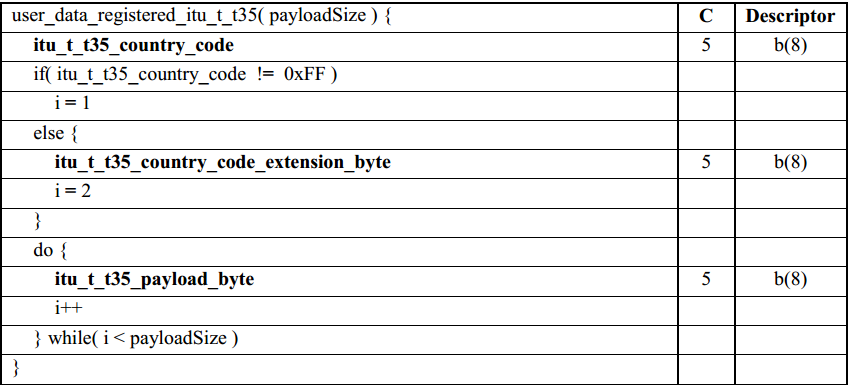 user_data_registered_itu_t_t35( payloadSize ) { C Descriptor
itu_t_t35_country_code 5 b(8)
if( itu_t_t35_country_code != 0xFF )
i = 1
else {
itu_t_t35_country_code_extension_byte 5 b(8)
i = 2
}
do {
itu_t_t35_payload_byte 5 b(8)
i++
} while( i < payloadSize )
}